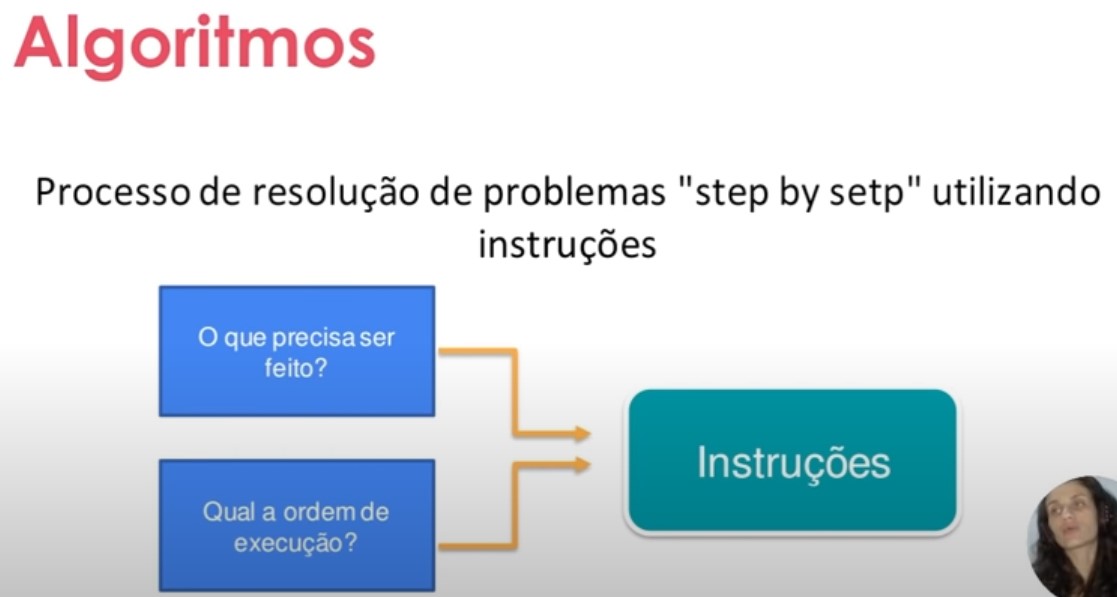 Algoritmos
Processo de resolução de problemas "step by setp" utilizando
instruções
O que precisa ser
feito?
Qual a ordem de
execução?
Instruções